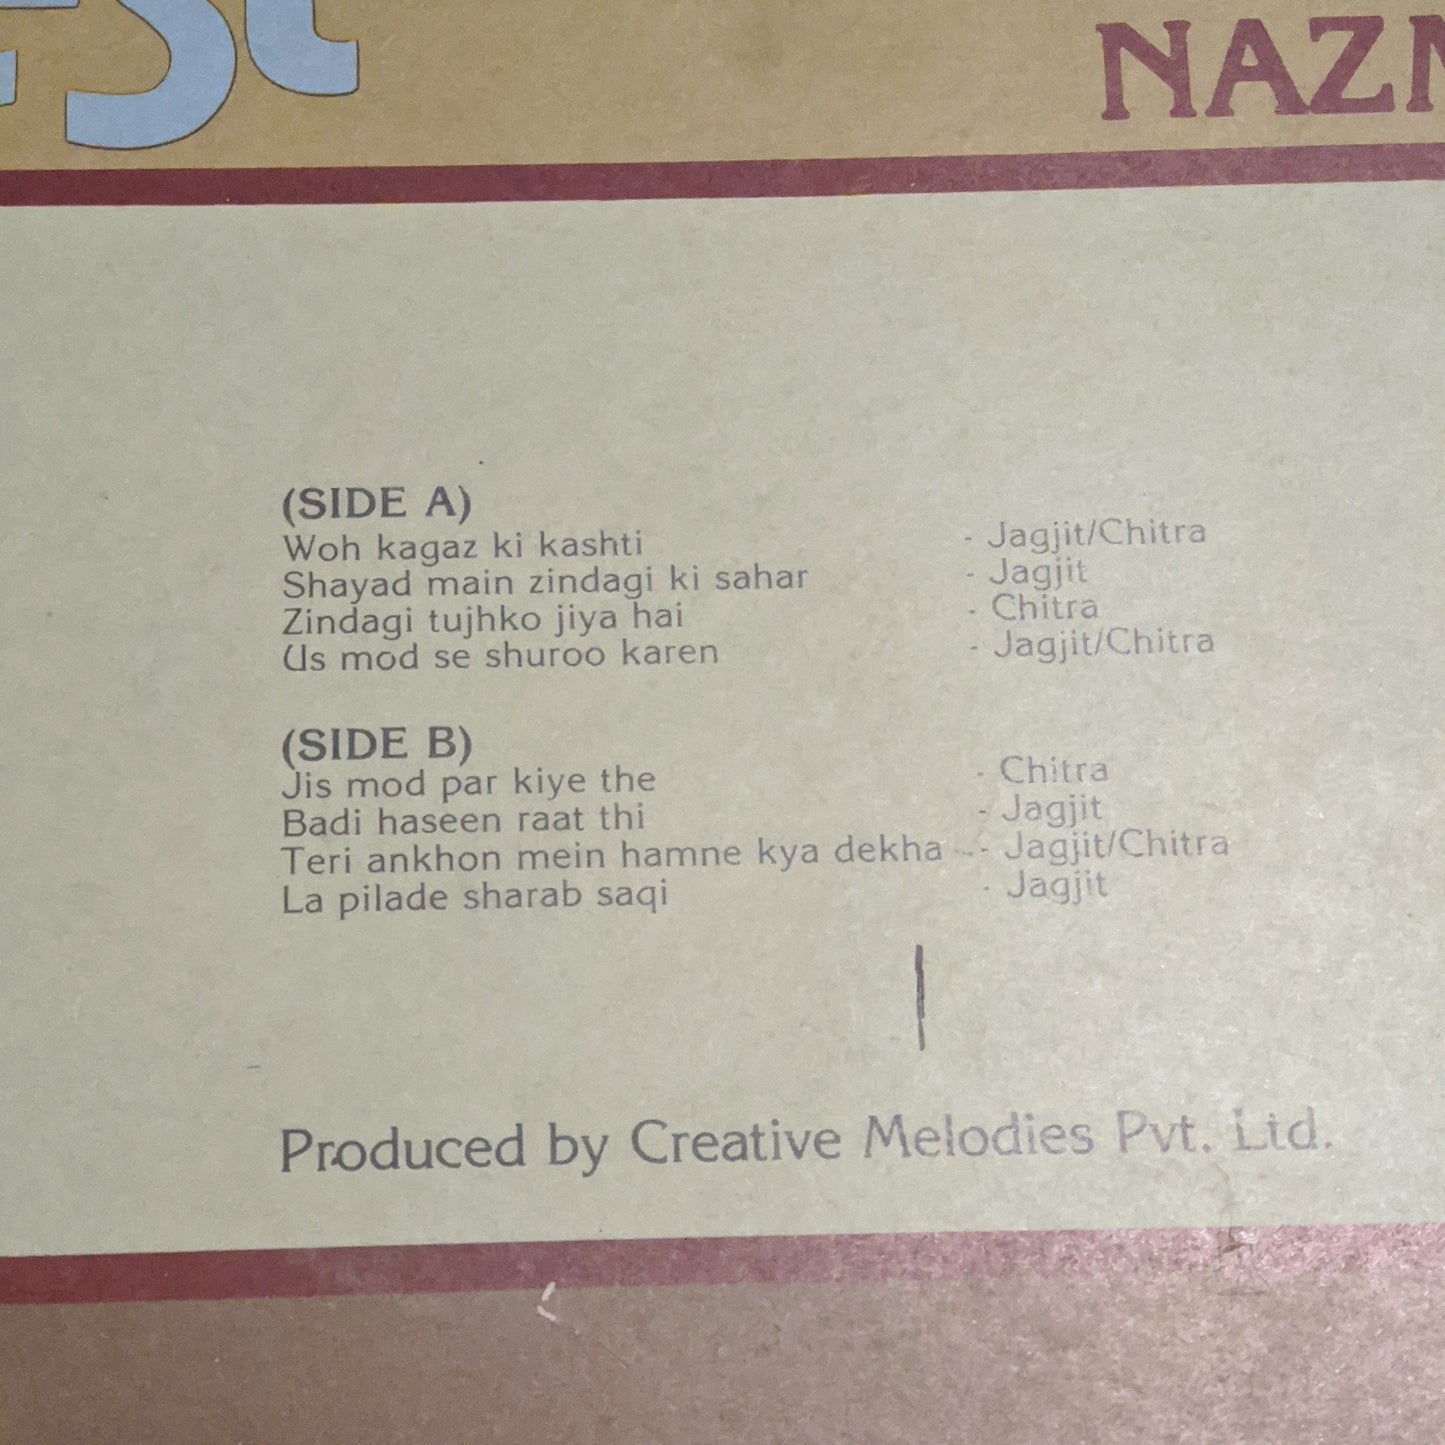 (SIDE A)
Woh kagaz ki kashti - Jagjit/Chitra
Shayad main zindagi ki sahar - Jagjit
Zindagi tujhko jiya hai - Chitra
Us mod se shuroo karen - Jagjit/Chitra
(SIDE B)
Jis mod par kiye the - Chitra
Badi haseen raat thi - Jagjit
Teri ankhon mein hamne kya dekha - Jagjit/Chitra
La pilade sharab saqi - Jagjit
Produced by Creative Melodies Pvt. Ltd.